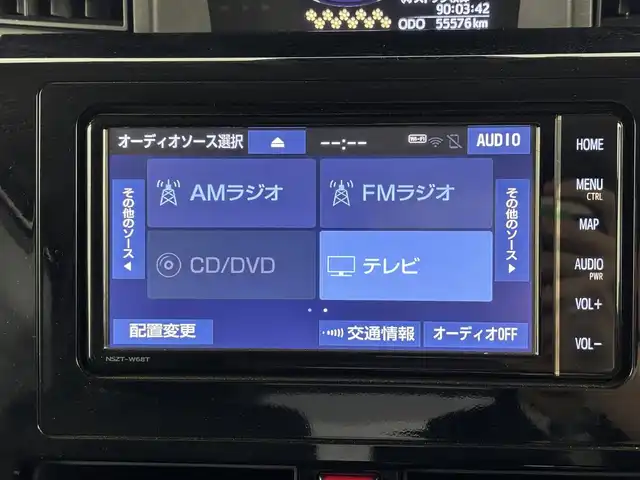 90:03:42
ODO 55576km
オーディオソース選択 --:-- Wi-Fi AUDIO
AMラジオ FMラジオ
その他のソース その他のソース
CD/DVD テレビ
配置変更 交通情報 オーディオOFF
NSZT-W68T
HOME
MENU
CTRL
MAP
AUDIO
PWR
VOL+
VOL-